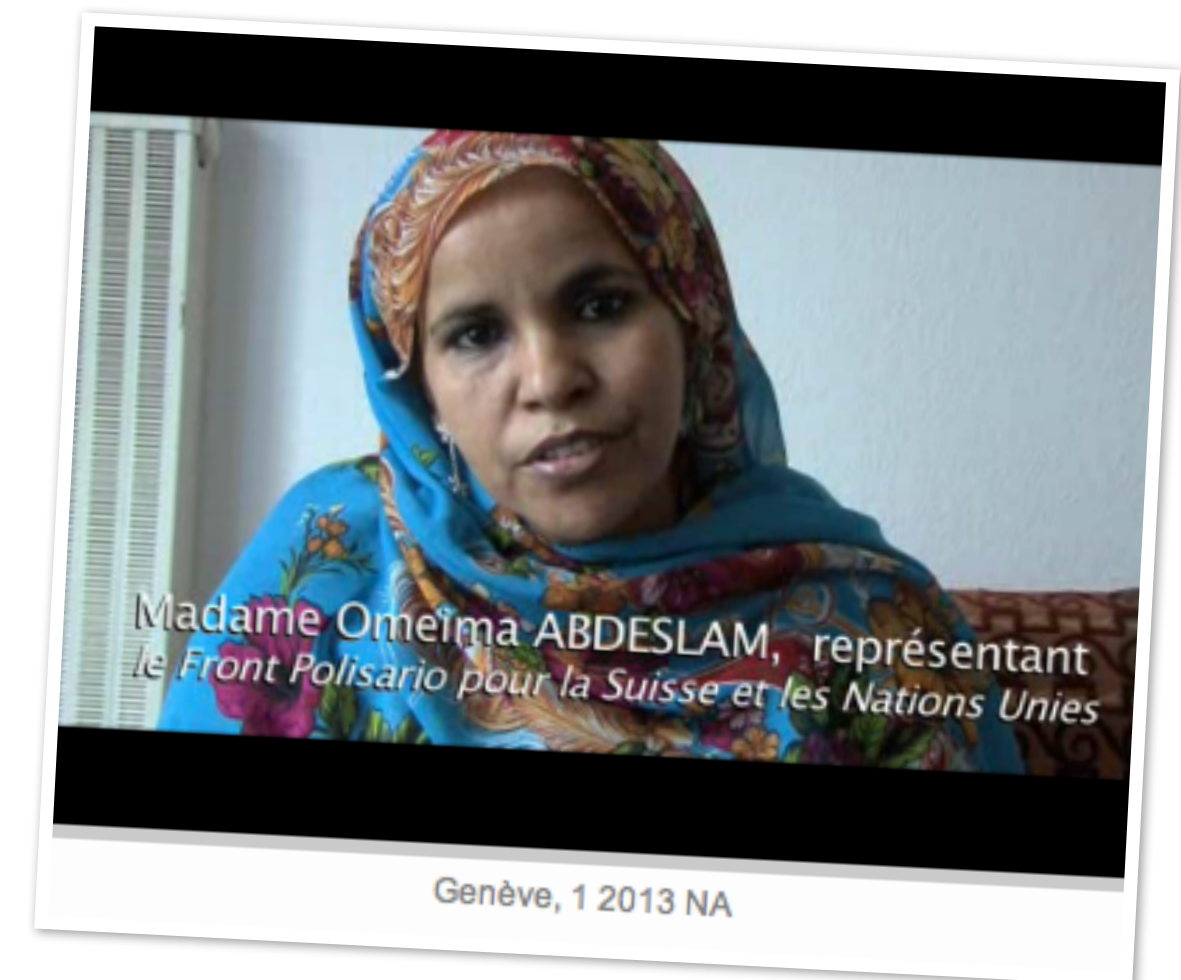 Madame Omeïma ABDESLAM, représentant
le Front Polisario pour la Suisse et les Nations Unies
Genève, 1 2013 NA